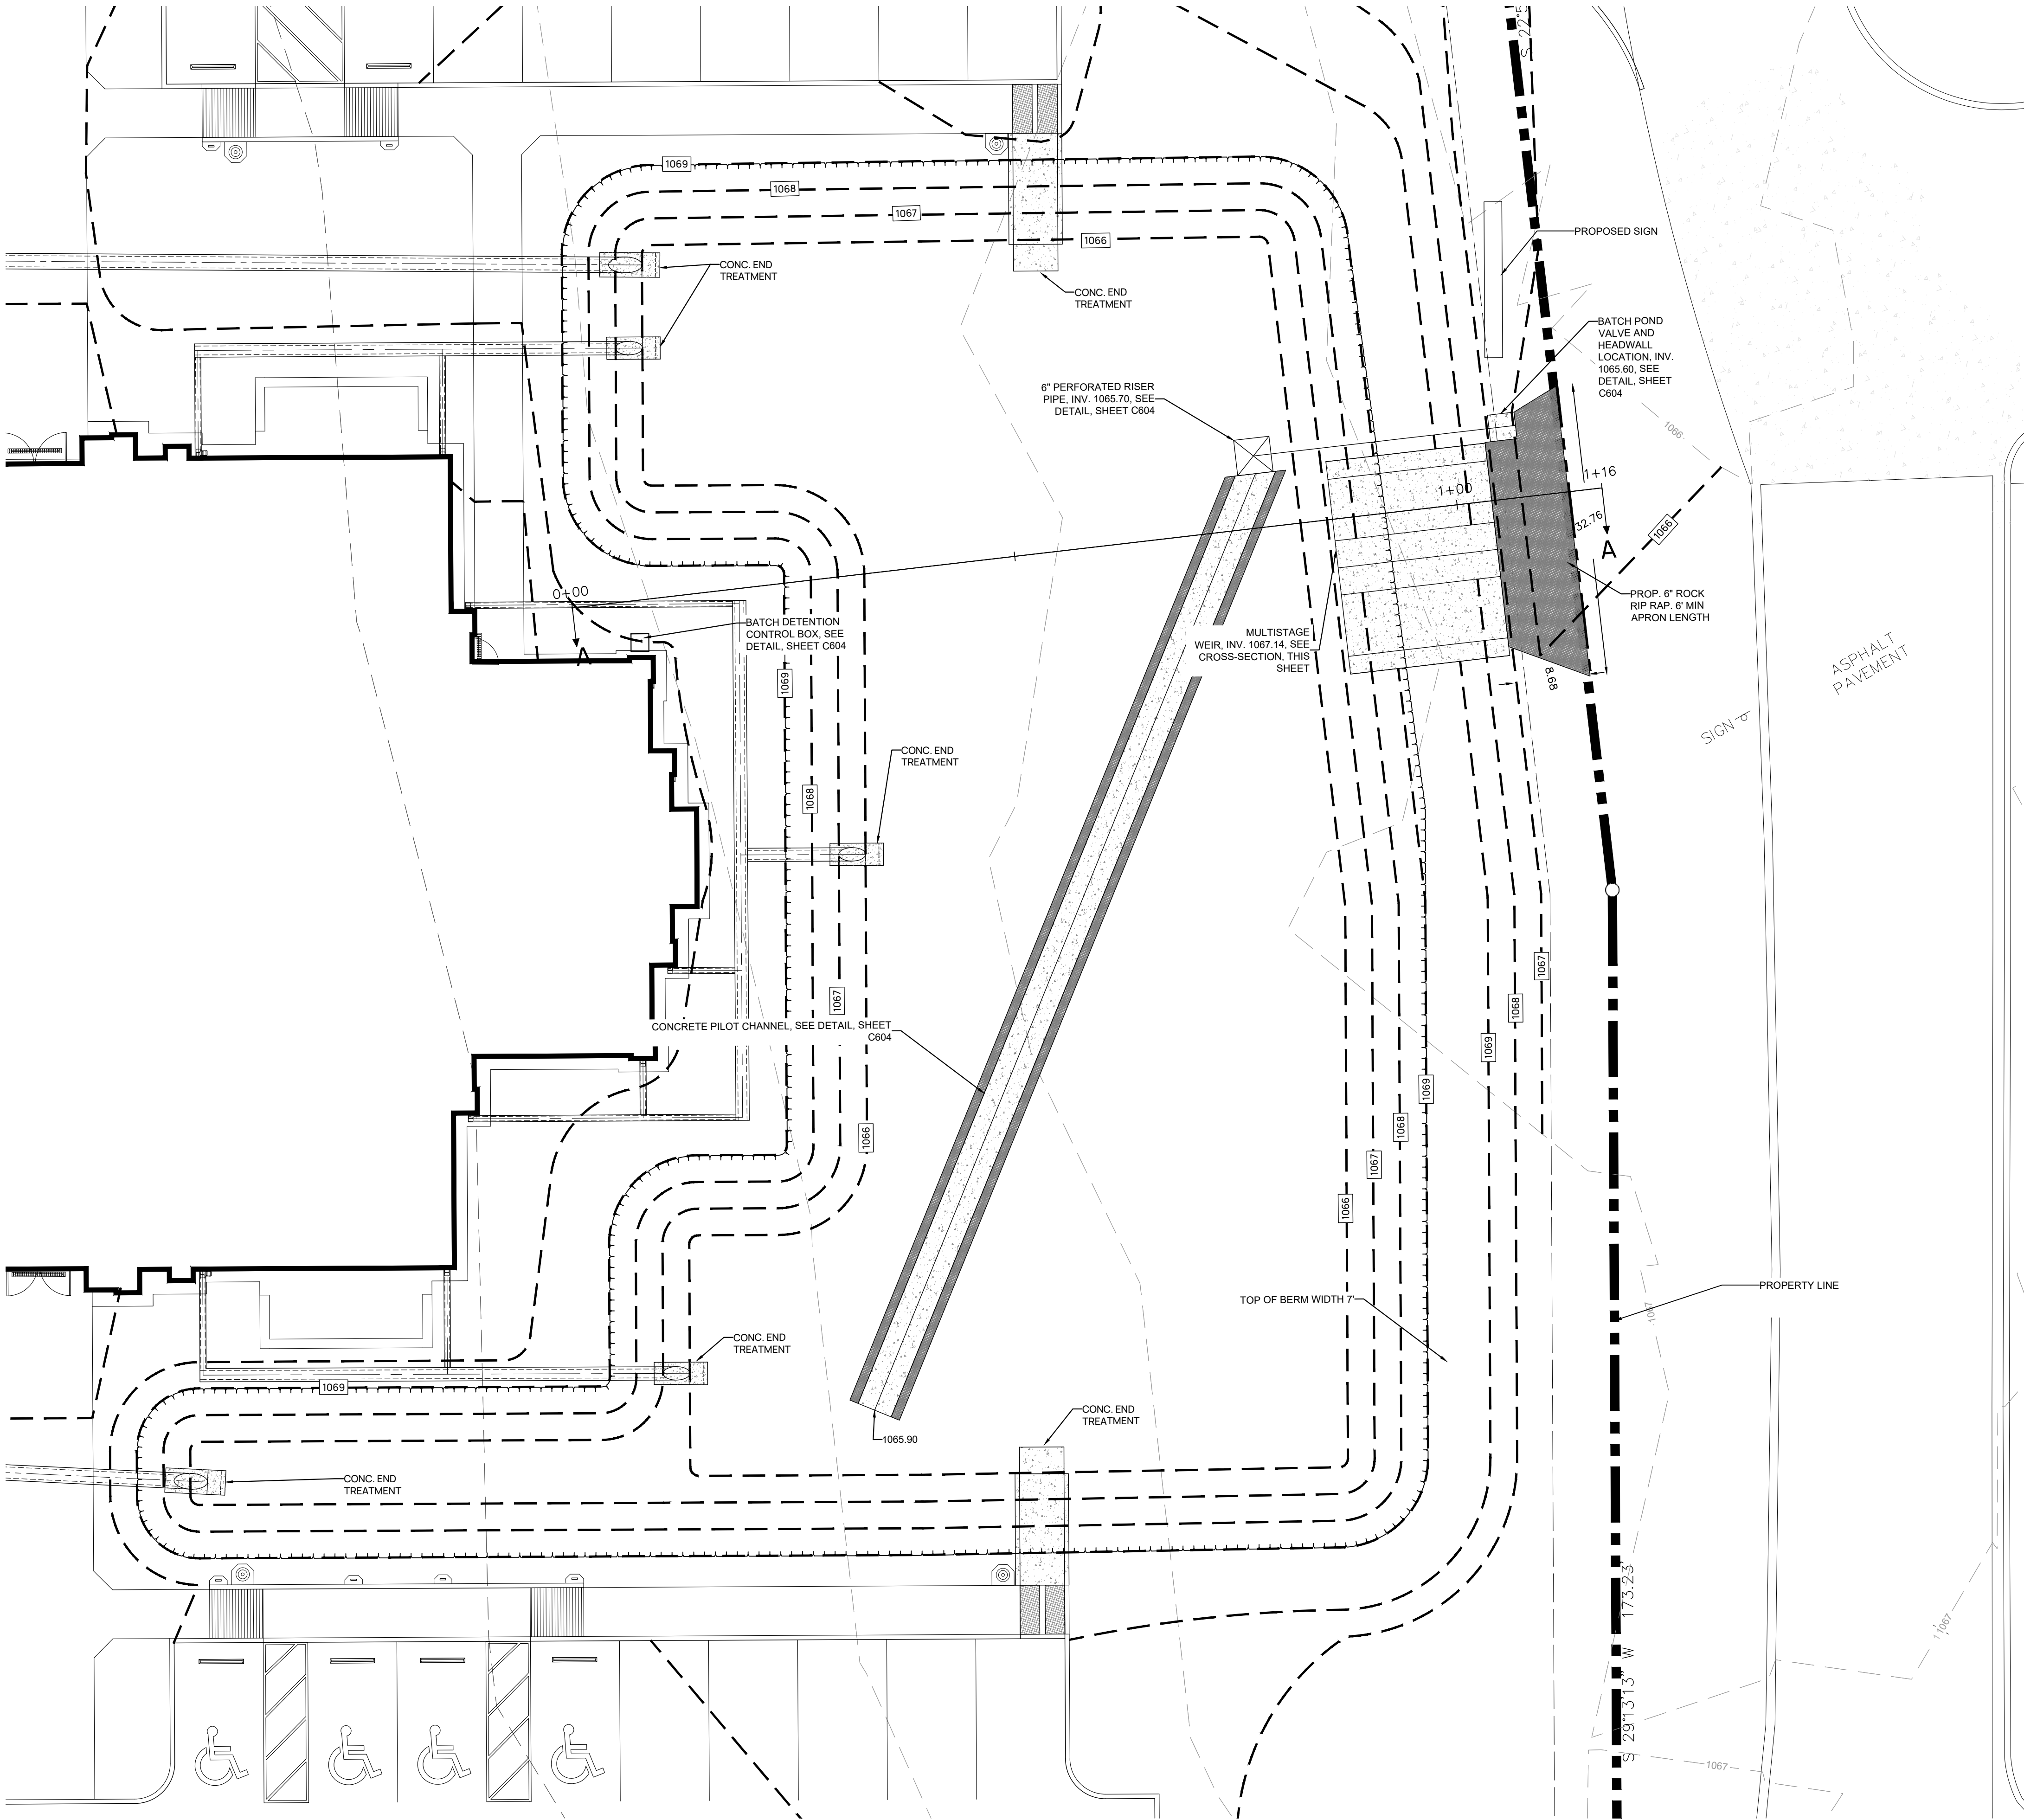 S 22°5
1069
1068
1067
1066
PROPOSED SIGN
CONC. END
TREATMENT
CONC. END
TREATMENT
BATCH POND
VALVE AND
HEADWALL
LOCATION, INV.
1065.60, SEE
DETAIL, SHEET
C604
6" PERFORATED RISER
PIPE, INV. 1065.70, SEE
DETAIL, SHEET C604
1066
1+16
1+00
32.76
1066
A
0+00
A
BATCH DETENTION
CONTROL BOX, SEE
DETAIL, SHEET C604
PROP. 6" ROCK
RIP RAP. 6' MIN
APRON LENGTH
MULTISTAGE
WEIR, INV. 1067.14, SEE
CROSS-SECTION, THIS
SHEET
8.68
ASPHALT
PAVEMENT
SIGN
1069
CONC. END
TREATMENT
1068
1067
1067
1068
1069
CONCRETE PILOT CHANNEL, SEE DETAIL, SHEET
C604
1069
1068
1066
1067
1066
PROPERTY LINE
TOP OF BERM WIDTH 7'
1067
CONC. END
TREATMENT
1069
CONC. END
TREATMENT
1065.90
CONC. END
TREATMENT
S 29°13'13" W 173.23'
1067
1067